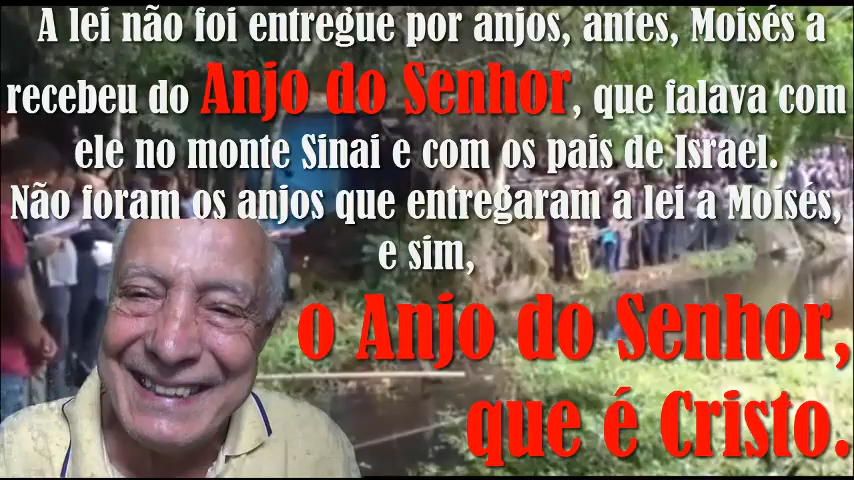 A lei não foi entregue por anjos, antes, Moisés a
recebeu do Anjo do Senhor, que falava com
ele no monte Sinai e com os pais de Israel.
Não foram os anjos que entregaram a lei a Moisés,
e sim,
o Anjo do Senhor,
que é Cristo.